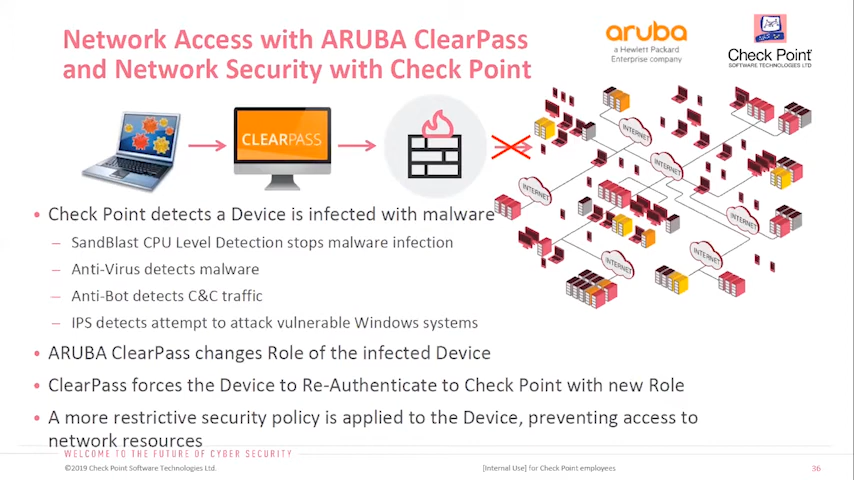 Network Access with ARUBA ClearPass
and Network Security with Check Point
aruba
a Hewlett Packard
Enterprise company
Check Point
SOFTWARE TECHNOLOGIES LTD
CLEARPASS
INTERNET
INTERNET
INTERNET
INTERNET
INTERNET
• Check Point detects a Device is infected with malware
– SandBlast CPU Level Detection stops malware infection
– Anti-Virus detects malware
– Anti-Bot detects C&C traffic
– IPS detects attempt to attack vulnerable Windows systems
• ARUBA ClearPass changes Role of the infected Device
• ClearPass forces the Device to Re-Authenticate to Check Point with new Role
• A more restrictive security policy is applied to the Device, preventing access to
network resources
WELCOME TO THE FUTURE OF CYBER SECURITY
©2019 Check Point Software Technologies Ltd.
[Internal Use] for Check Point employees
36